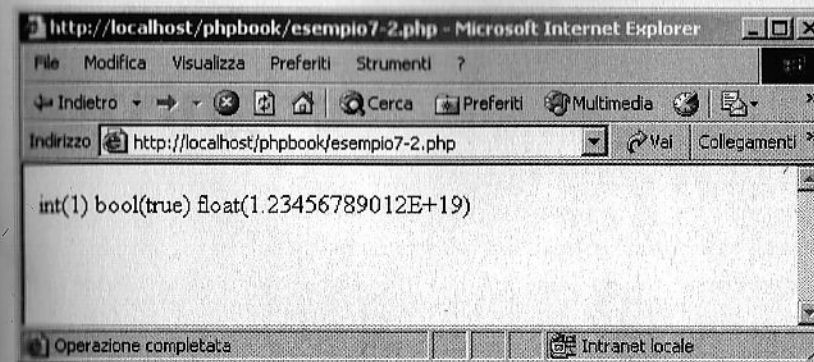 http://localhost/phpbook/esempio7-2.php - Microsoft Internet Explorer
File Modifica Visualizza Preferiti Strumenti ?
Indietro Cerca Preferiti Multimedia »
Indirizzo http://localhost/phpbook/esempio7-2.php Vai Collegamenti »
int(1) bool(true) float(1.23456789012E+19)
Operazione completata Intranet locale